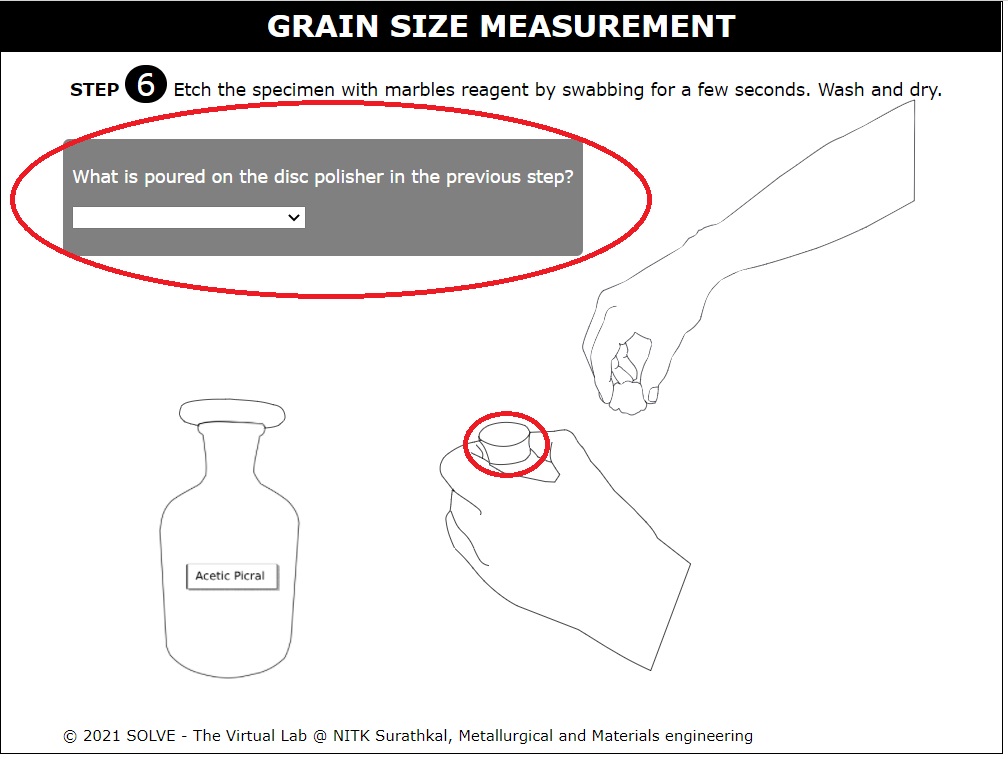 GRAIN SIZE MEASUREMENT
STEP 6 Etch the specimen with marbles reagent by swabbing for a few seconds. Wash and dry.
What is poured on the disc polisher in the previous step?
Acetic Picral
© 2021 SOLVE - The Virtual Lab @ NITK Surathkal, Metallurgical and Materials engineering